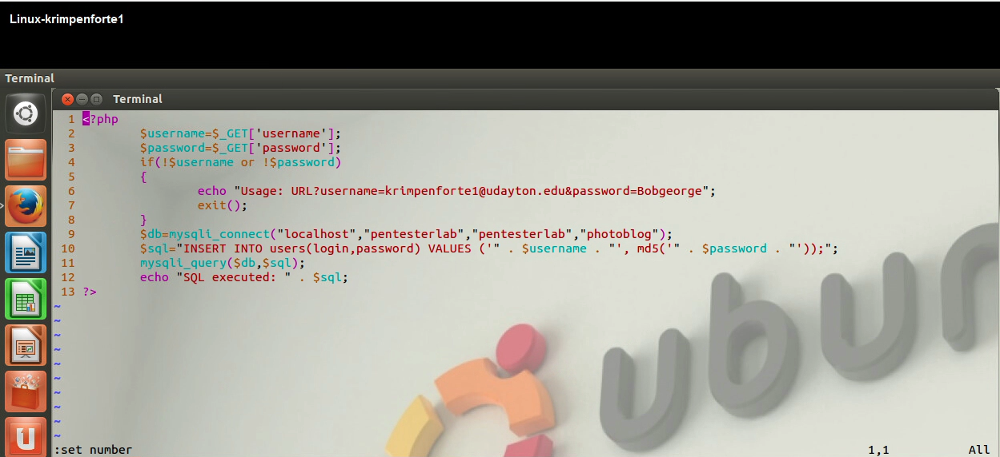 Linux-krimpenforte1
Terminal
Terminal
1 <?php
2         $username=$_GET['username'];
3         $password=$_GET['password'];
4         if(!$username or !$password)
5         {
6                 echo "Usage: URL?username=krimpenforte1@udayton.edu&password=Bobgeorge";
7                 exit();
8         }
9         $db=mysqli_connect("localhost","pentesterlab","pentesterlab","photoblog");
10         $sql="INSERT INTO users(login,password) VALUES ('" . $username . "', md5('" . $password . "'));";
11         mysqli_query($db,$sql);
12         echo "SQL executed: " . $sql;
13 ?>
~
~
~
~
~
~
~
~
~
~
:set number 1,1 All
ubun